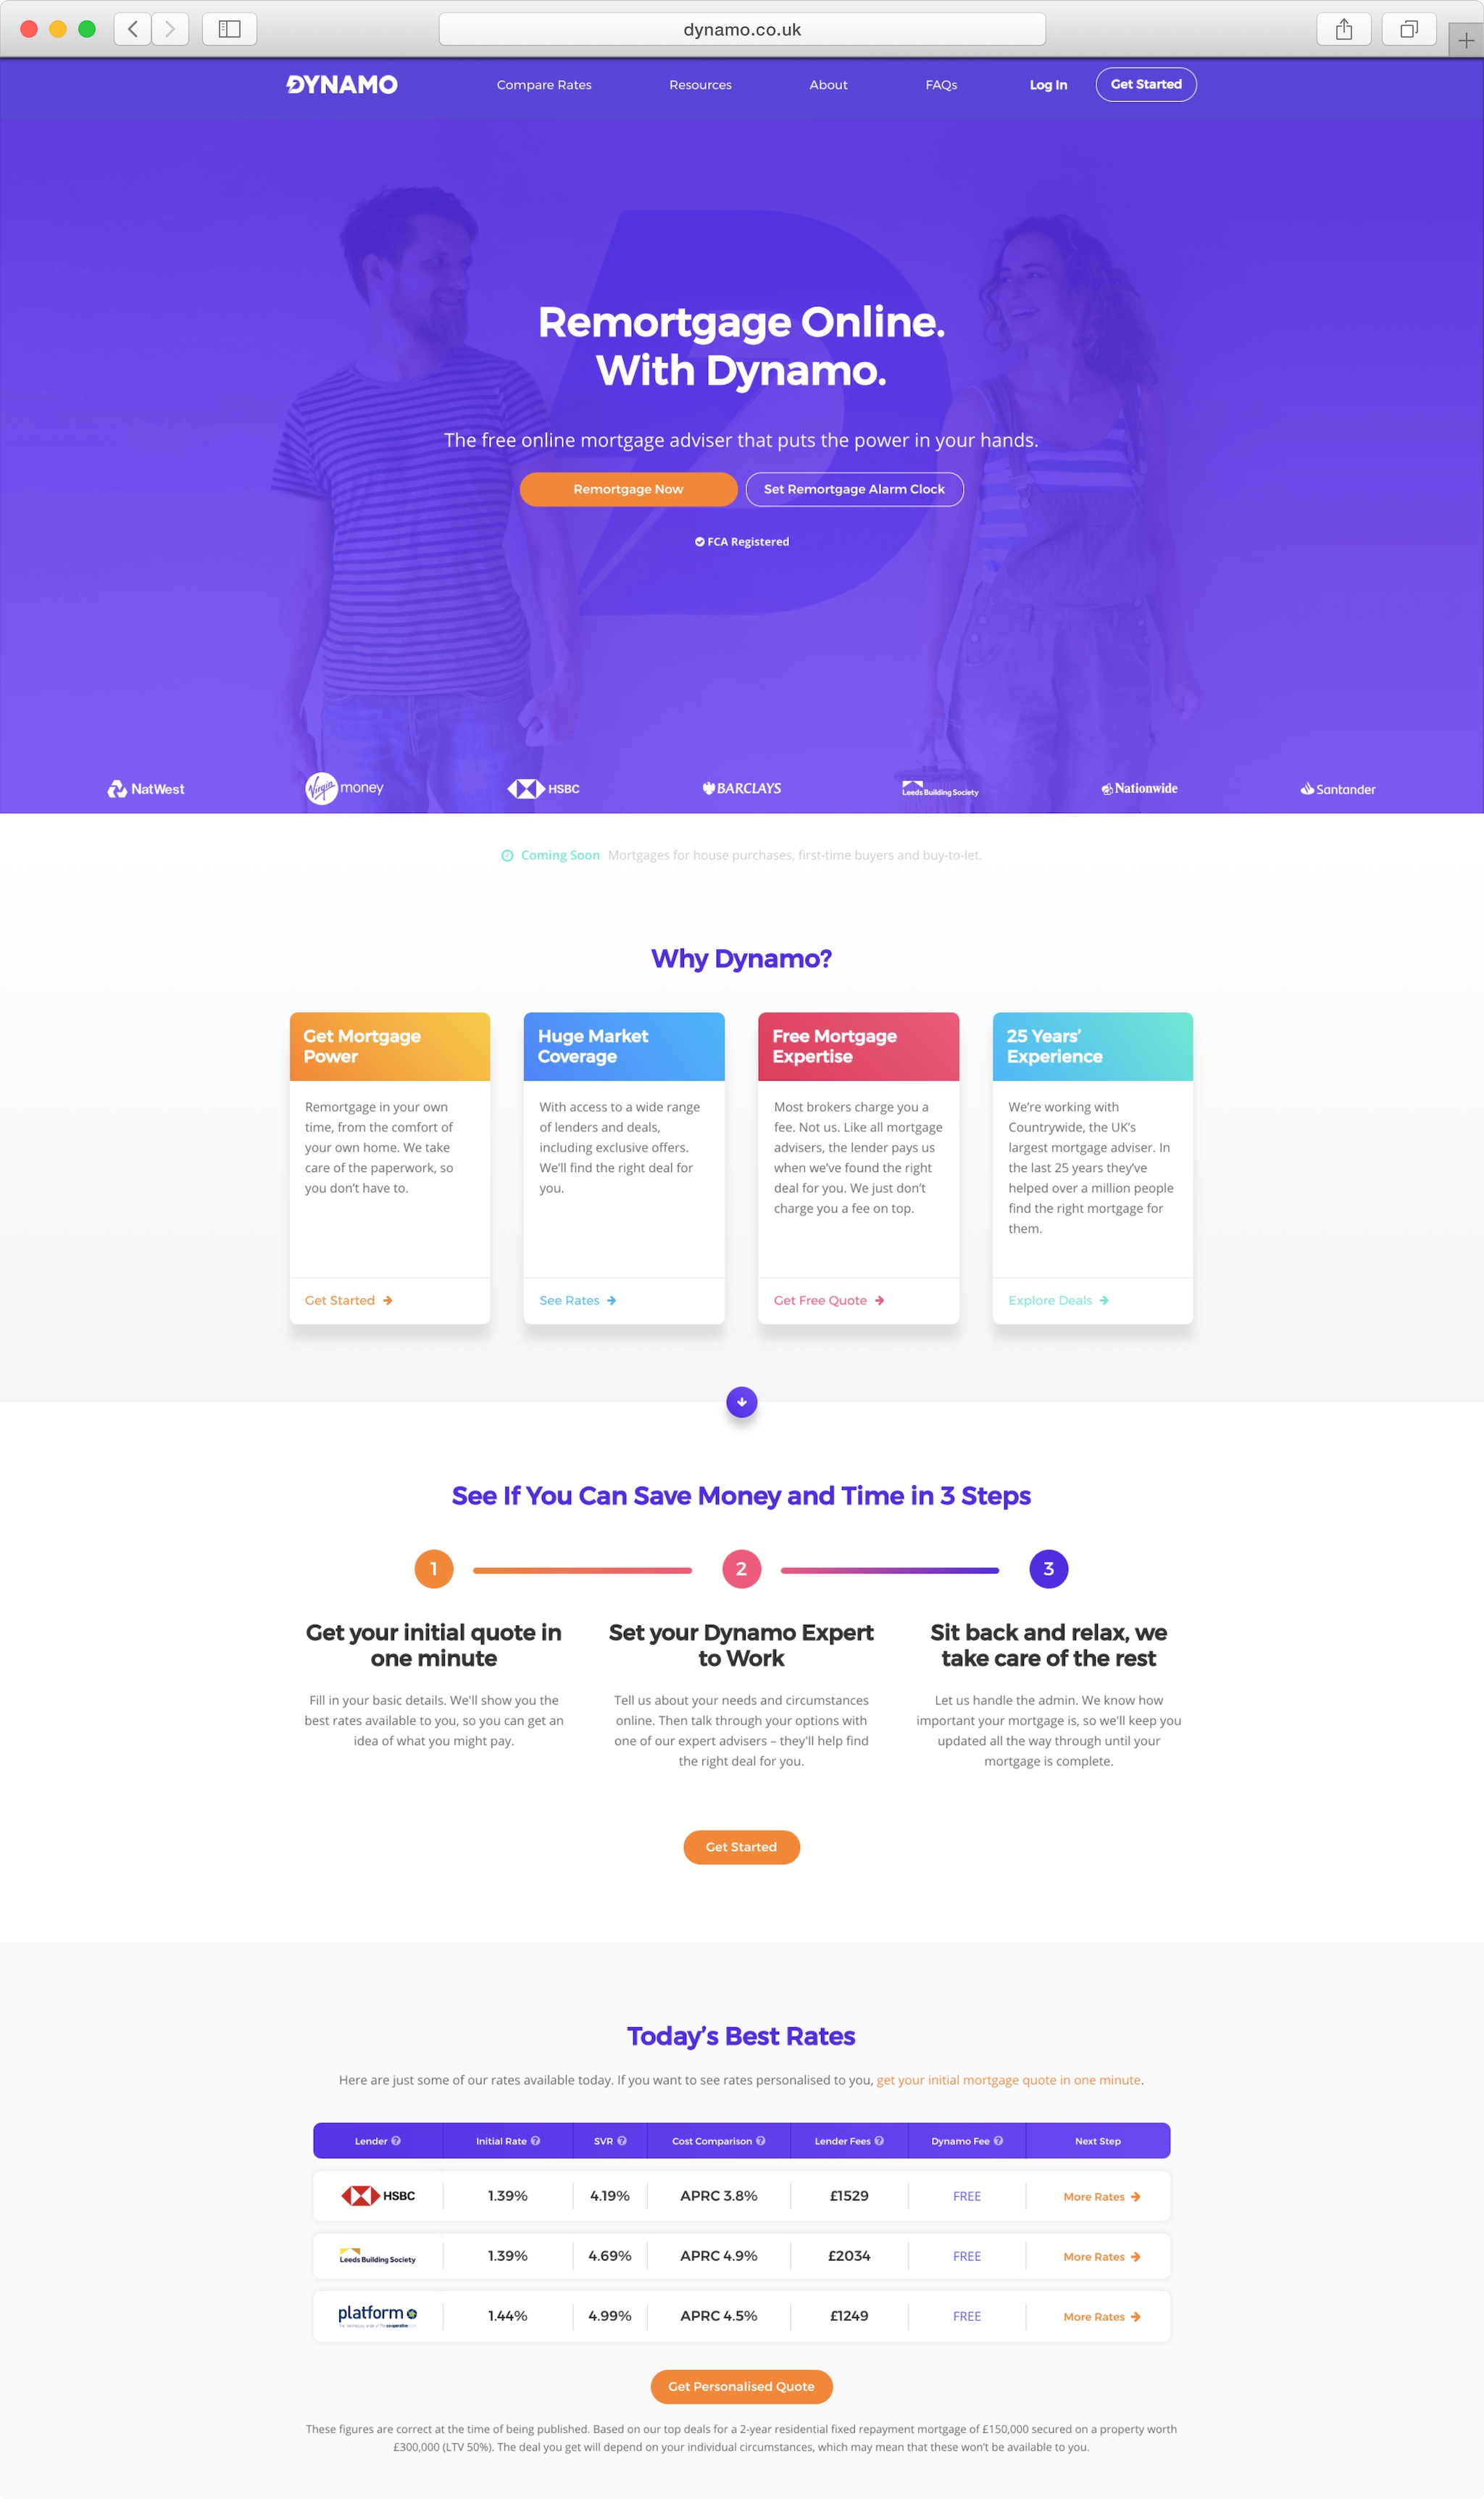 dynamo.co.uk
DYNAMO
Compare Rates
Resources
About
FAQs
Log In
Get Started
Remortgage Online.
With Dynamo.
The free online mortgage adviser that puts the power in your hands.
Remortgage Now
Set Remortgage Alarm Clock
FCA Registered
NatWest
Virgin money
HSBC
BARCLAYS
Leeds Building Society
Nationwide
Santander
Coming Soon Mortgages for house purchases, first-time buyers and buy-to-let.
Why Dynamo?
Get Mortgage
Power
Remortgage in your own
time, from the comfort of
your own home. We take
care of the paperwork, so
you don’t have to.
Get Started
Huge Market
Coverage
With access to a wide range
of lenders and deals,
including exclusive offers.
We’ll find the right deal for
you.
See Rates
Free Mortgage
Expertise
Most brokers charge you a
fee. Not us. Like all mortgage
advisers, the lender pays us
when we’ve found the right
deal for you. We just don’t
charge you a fee on top.
Get Free Quote
25 Years’
Experience
We’re working with
Countrywide, the UK’s
largest mortgage adviser. In
the last 25 years they’ve
helped over a million people
find the right mortgage for
them.
Explore Deals
See If You Can Save Money and Time in 3 Steps
1
2
3
Get your initial quote in
one minute
Fill in your basic details. We'll show you the
best rates available to you, so you can get an
idea of what you might pay.
Set your Dynamo Expert
to Work
Tell us about your needs and circumstances
online. Then talk through your options with
one of our expert advisers – they'll help find
the right deal for you.
Sit back and relax, we
take care of the rest
Let us handle the admin. We know how
important your mortgage is, so we'll keep you
updated all the way through until your
mortgage is complete.
Get Started
Today’s Best Rates
Here are just some of our rates available today. If you want to see rates personalised to you, get your initial mortgage quote in one minute.
Lender Initial Rate SVR Cost Comparison Lender Fees Dynamo Fee Next Step
HSBC 1.39% 4.19% APRC 3.8% £1529 FREE More Rates
Leeds Building Society 1.39% 4.69% APRC 4.9% £2034 FREE More Rates
platform 1.44% 4.99% APRC 4.5% £1249 FREE More Rates
Get Personalised Quote
These figures are correct at the time of being published. Based on our top deals for a 2-year residential fixed repayment mortgage of £150,000 secured on a property worth
£300,000 (LTV 50%). The deal you get will depend on your individual circumstances, which may mean that these won’t be available to you.